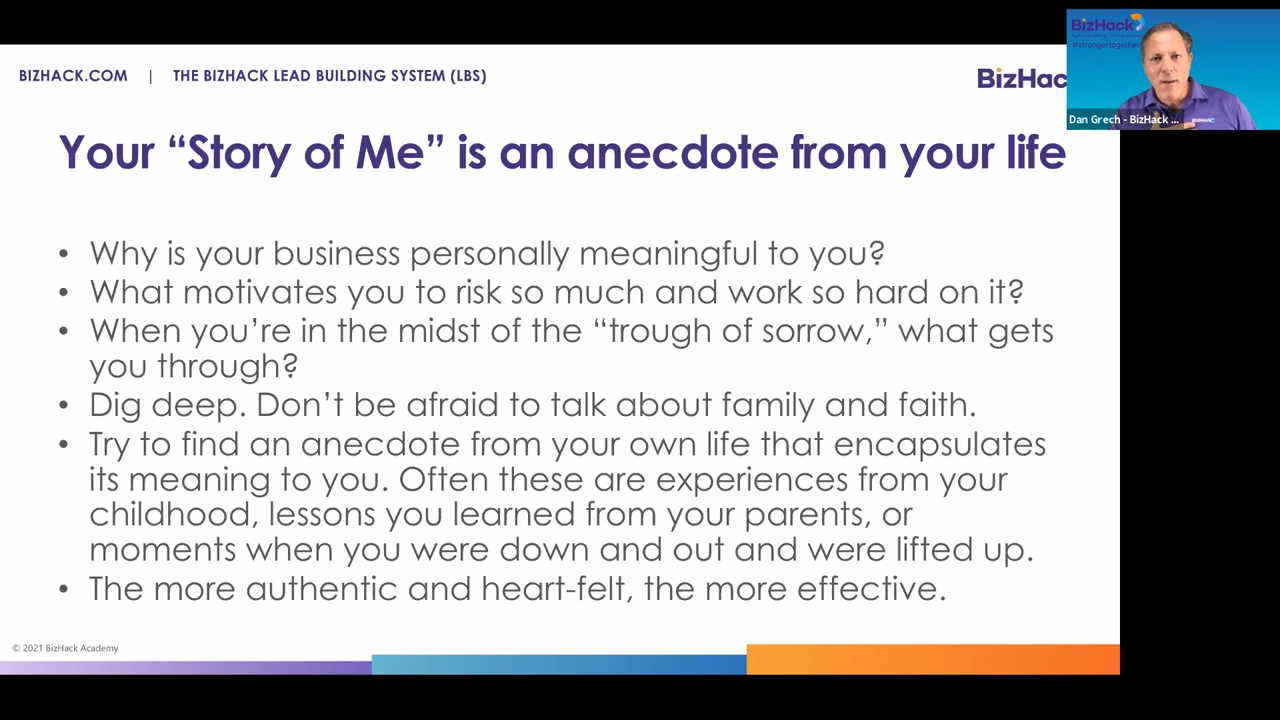 BIZHACK.COM | THE BIZHACK LEAD BUILDING SYSTEM (LBS)
BizHac
BizHack
#strongertogether
Dan Grech - BizHack ...
BizHack
Your “Story of Me” is an anecdote from your life
• Why is your business personally meaningful to you?
• What motivates you to risk so much and work so hard on it?
• When you’re in the midst of the “trough of sorrow,” what gets
you through?
• Dig deep. Don’t be afraid to talk about family and faith.
• Try to find an anecdote from your own life that encapsulates
its meaning to you. Often these are experiences from your
childhood, lessons you learned from your parents, or
moments when you were down and out and were lifted up.
• The more authentic and heart-felt, the more effective.
© 2021 BizHack Academy